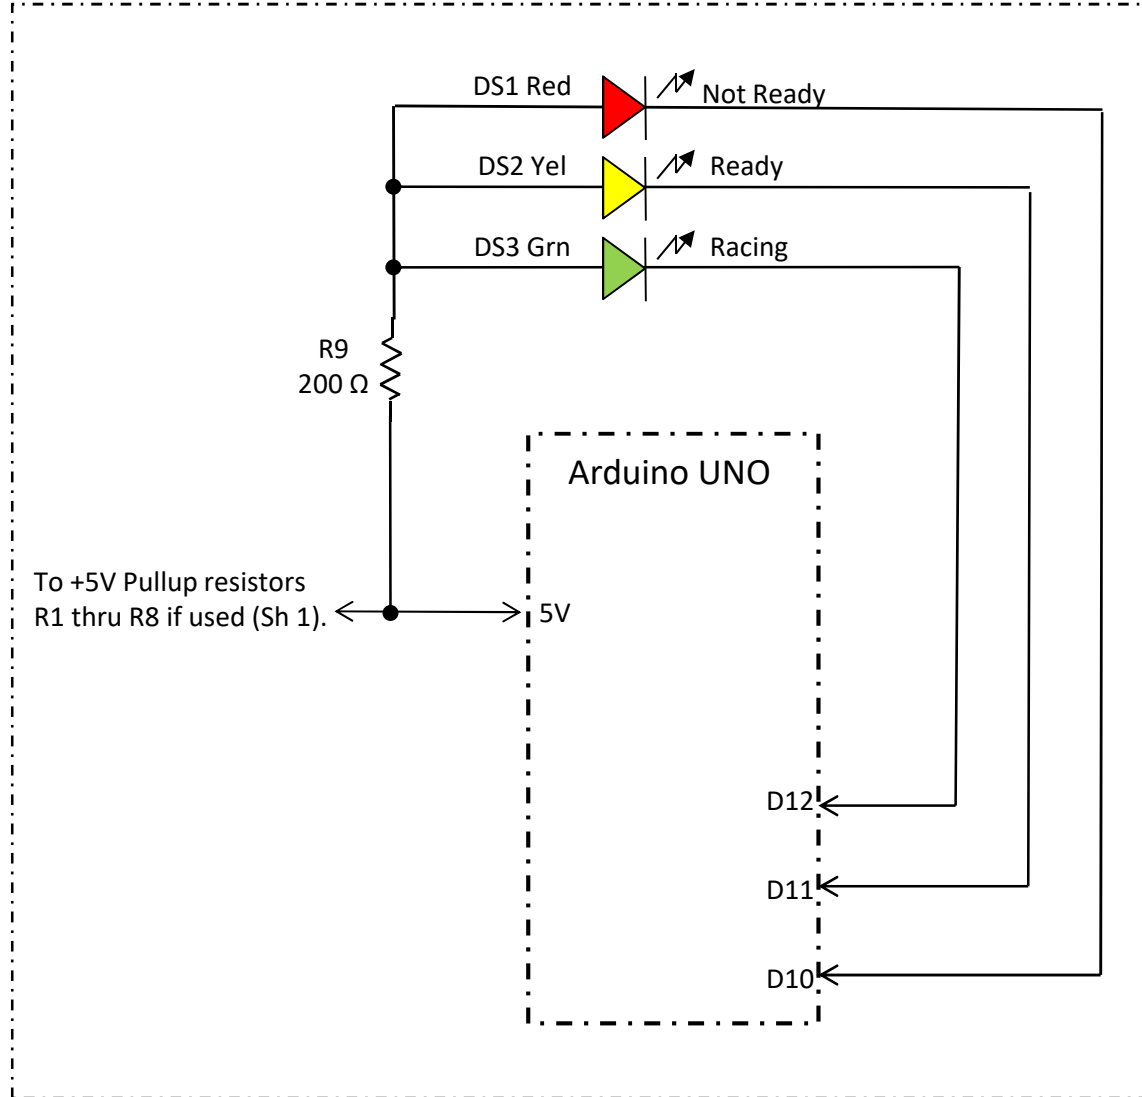 DS1 Red
Not Ready
DS2 Yel
Ready
DS3 Grn
Racing
R9
200 Ω
Arduino UNO
To +5V Pullup resistors
R1 thru R8 if used (Sh 1).
5V
D12
D11
D10